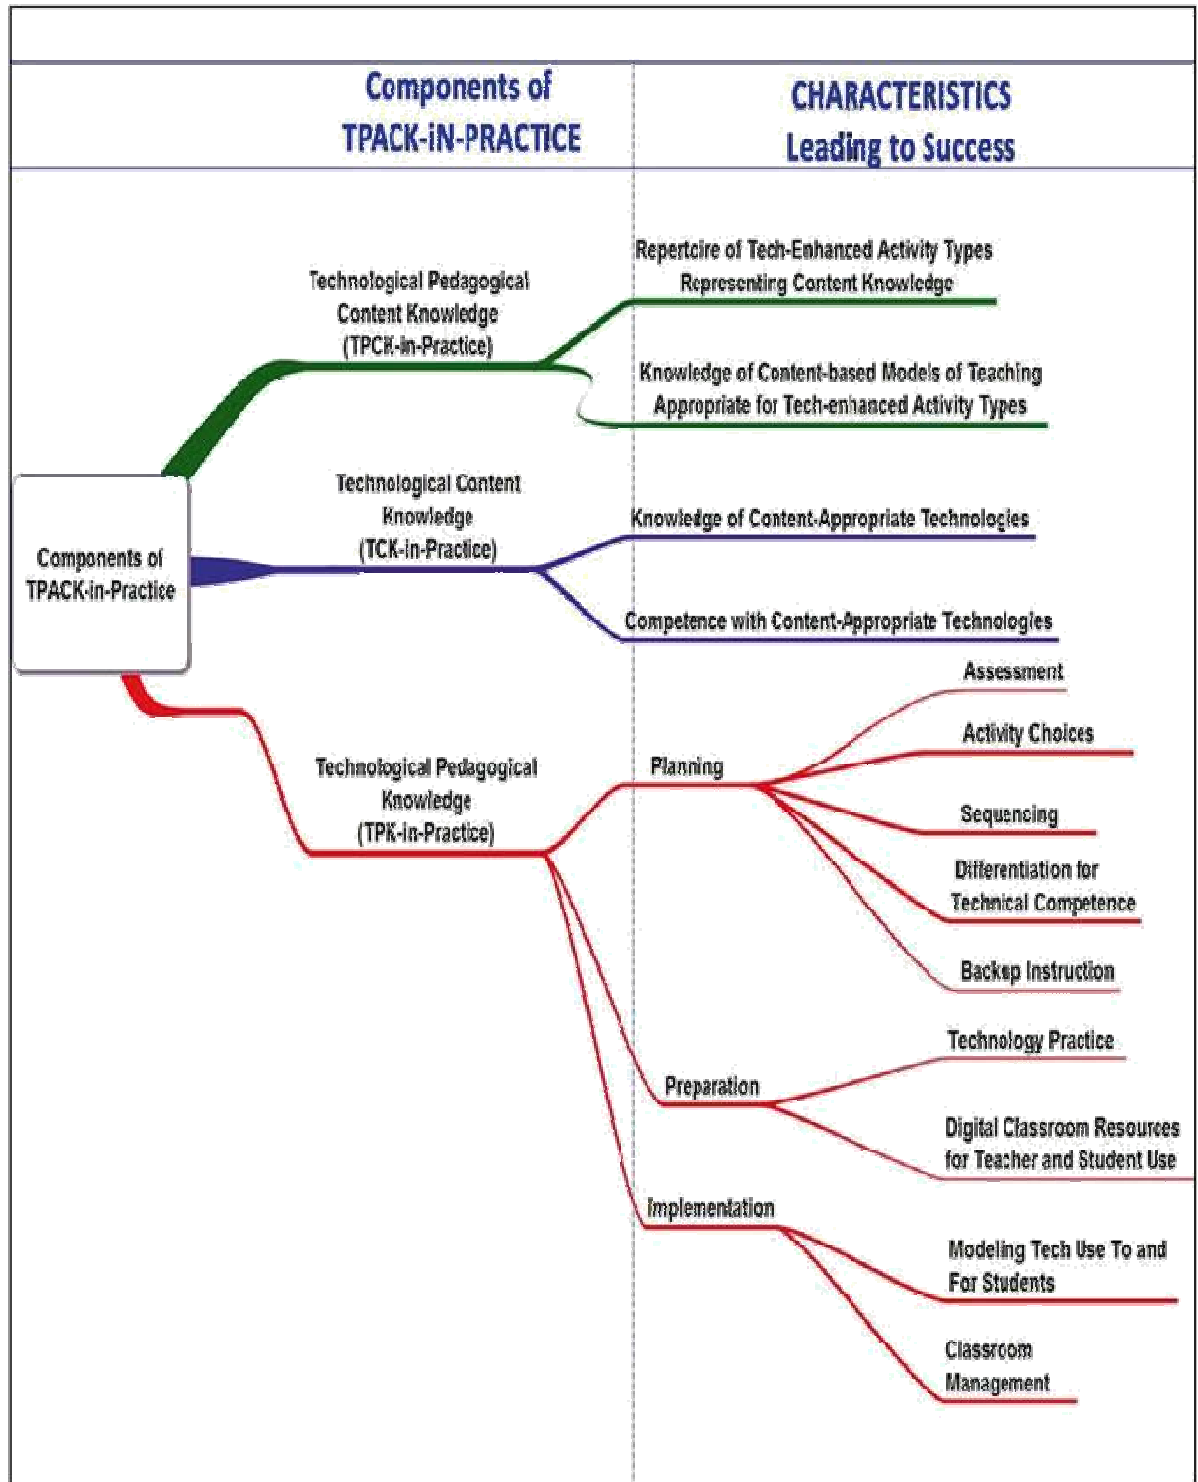 Components of
TPACK-iN-PRACTICE
CHARACTERISTICS
Leading to Success
Technological Pedagogical
Content Knowledge
(TPCK-in-Practice)
Repertoire of Tech-Enhanced Activity Types
Representing Content Knowledge
Knowledge of Content-based Models of Teaching
Appropriate for Tech-enhanced Activity Types
Components of
TPACK-in-Practice
Technological Content
Knowledge
(TCK-in-Practice)
Knowledge of Content-Appropriate Technologies
Competence with Content-Appropriate Technologies
Technological Pedagogical
Knowledge
(TPK-in-Practice)
Planning
Assessment
Activity Choices
Sequencing
Differentiation for
Technical Competence
Backup Instruction
Preparation
Technology Practice
Digital Classroom Resources
for Teacher and Student Use
Implementation
Modeling Tech Use To and
For Students
Classroom
Management